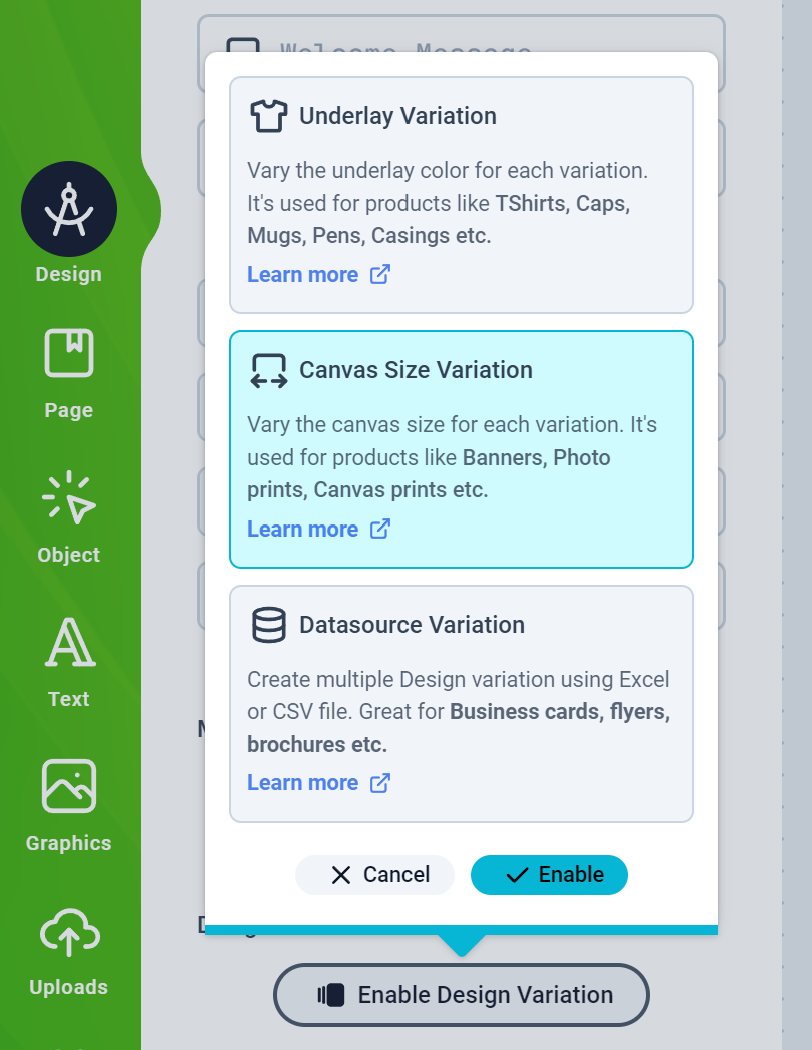 Welcome Message
Underlay Variation
Vary the underlay color for each variation.
It's used for products like TShirts, Caps,
Mugs, Pens, Casings etc.
Learn more
Canvas Size Variation
Vary the canvas size for each variation. It's
used for products like Banners, Photo
prints, Canvas prints etc.
Learn more
Datasource Variation
Create multiple Design variation using Excel
or CSV file. Great for Business cards, flyers,
brochures etc.
Learn more
Cancel
Enable
Enable Design Variation
Design
Page
Object
Text
Graphics
Uploads